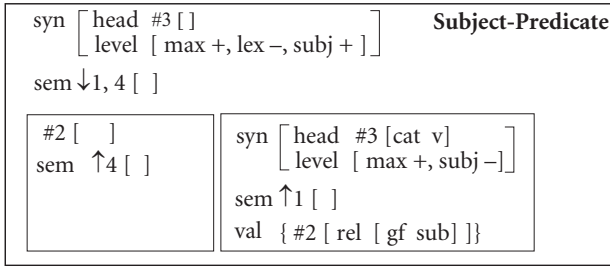 Subject-Predicate
syn [ head #3 [ ]
level [ max +, lex –, subj + ] ]
sem ↓1, 4 [ ]
#2 [ ]
sem ↑4 [ ]
syn [ head #3 [cat v]
level [ max +, subj –] ]
sem ↑1 [ ]
val { #2 [ rel [ gf sub] ]}